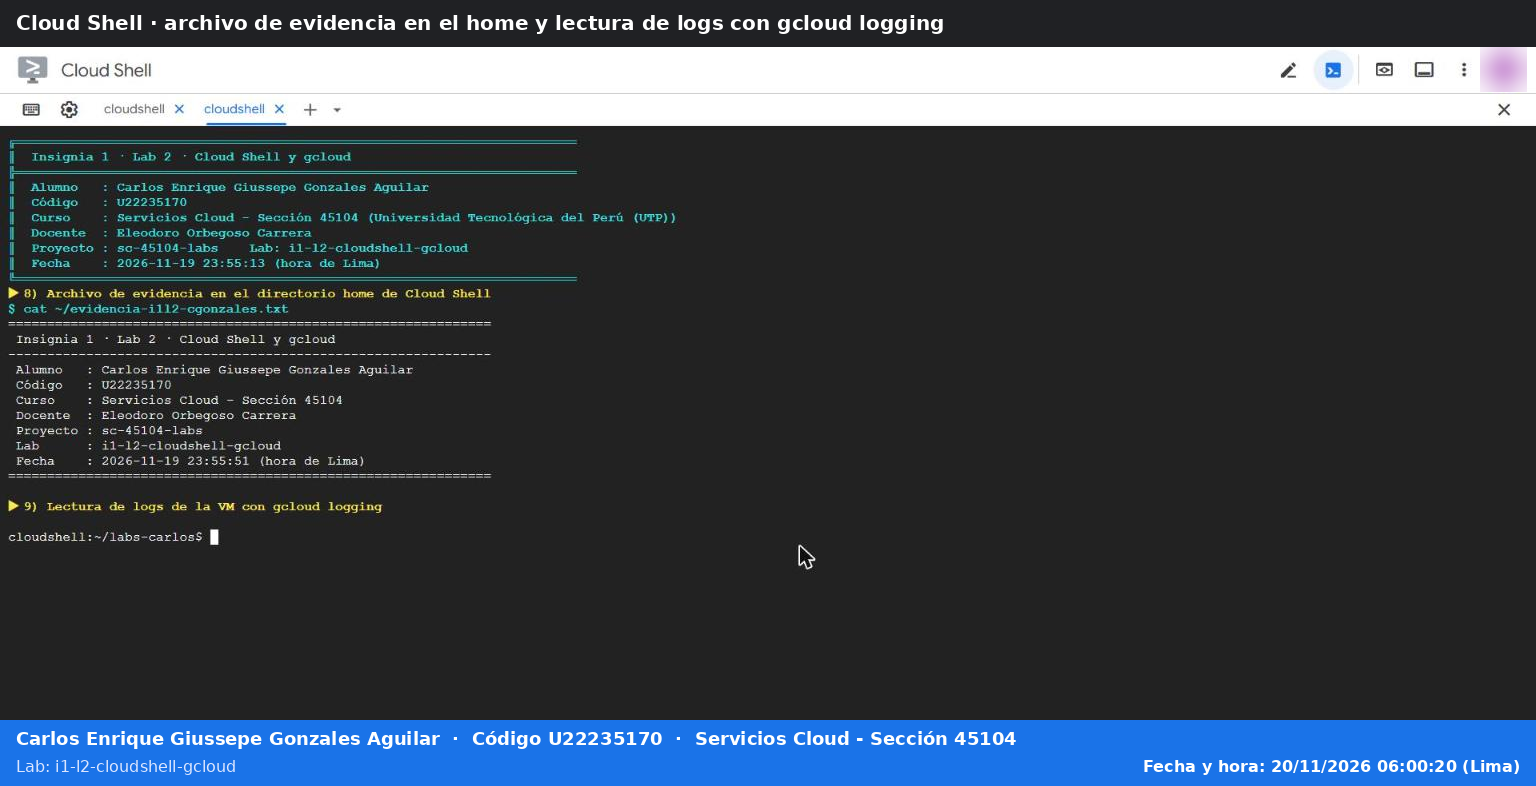 Cloud Shell · archivo de evidencia en el home y lectura de logs con gcloud logging
Cloud Shell
cloudshell
cloudshell
Insignia 1 · Lab 2 · Cloud Shell y gcloud
Alumno : Carlos Enrique Giussepe Gonzales Aguilar
Código : U22235170
Curso : Servicios Cloud - Sección 45104 (Universidad Tecnológica del Perú (UTP))
Docente : Eleodoro Orbegoso Carrera
Proyecto : sc-45104-labs Lab: i1-l2-cloudshell-gcloud
Fecha : 2026-11-19 23:55:13 (hora de Lima)
▶ 8) Archivo de evidencia en el directorio home de Cloud Shell
$ cat ~/evidencia-i1l2-cgonzales.txt
==============================================================
Insignia 1 · Lab 2 · Cloud Shell y gcloud
--------------------------------------------------------------
Alumno : Carlos Enrique Giussepe Gonzales Aguilar
Código : U22235170
Curso : Servicios Cloud - Sección 45104
Docente : Eleodoro Orbegoso Carrera
Proyecto : sc-45104-labs
Lab : i1-l2-cloudshell-gcloud
Fecha : 2026-11-19 23:55:51 (hora de Lima)
==============================================================
▶ 9) Lectura de logs de la VM con gcloud logging
cloudshell:~/labs-carlos$
Carlos Enrique Giussepe Gonzales Aguilar · Código U22235170 · Servicios Cloud - Sección 45104
Lab: i1-l2-cloudshell-gcloud
Fecha y hora: 20/11/2026 06:00:20 (Lima)